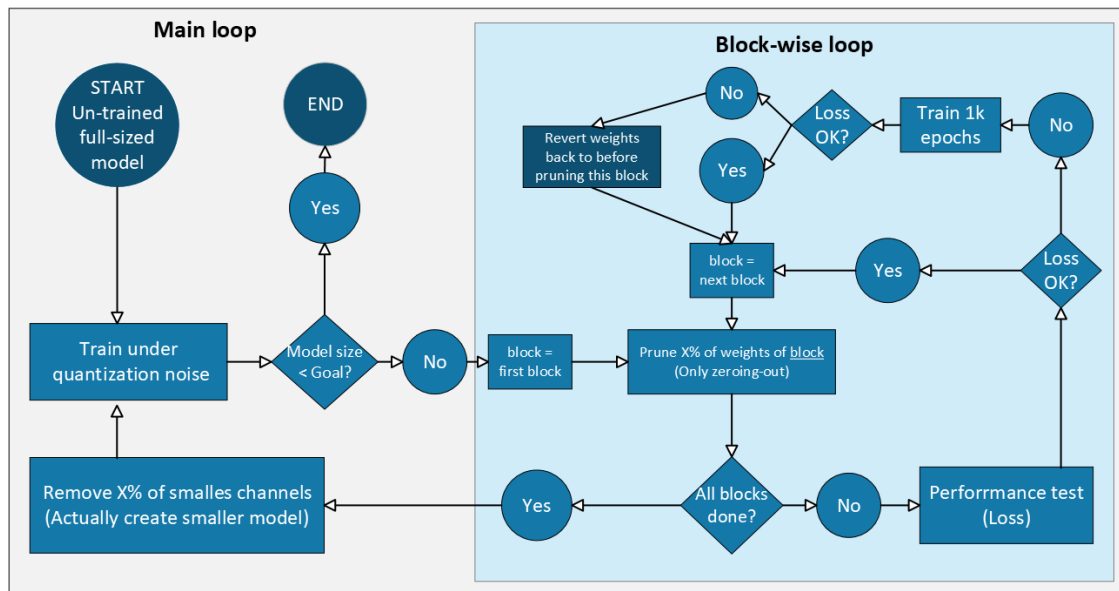 Main loop
Block-wise loop
START
Un-trained
full-sized
model
END
Yes
Train under
quantization noise
Model size
< Goal?
No
block =
first block
Remove X% of smalles channels
(Actually create smaller model)
No
Loss
OK?
Train 1k
epochs
No
Revert weights
back to before
pruning this block
Yes
block =
next block
Yes
Loss
OK?
Prune X% of weights of block
(Only zeroing-out)
Yes
All blocks
done?
No
Perforrmance test
(Loss)